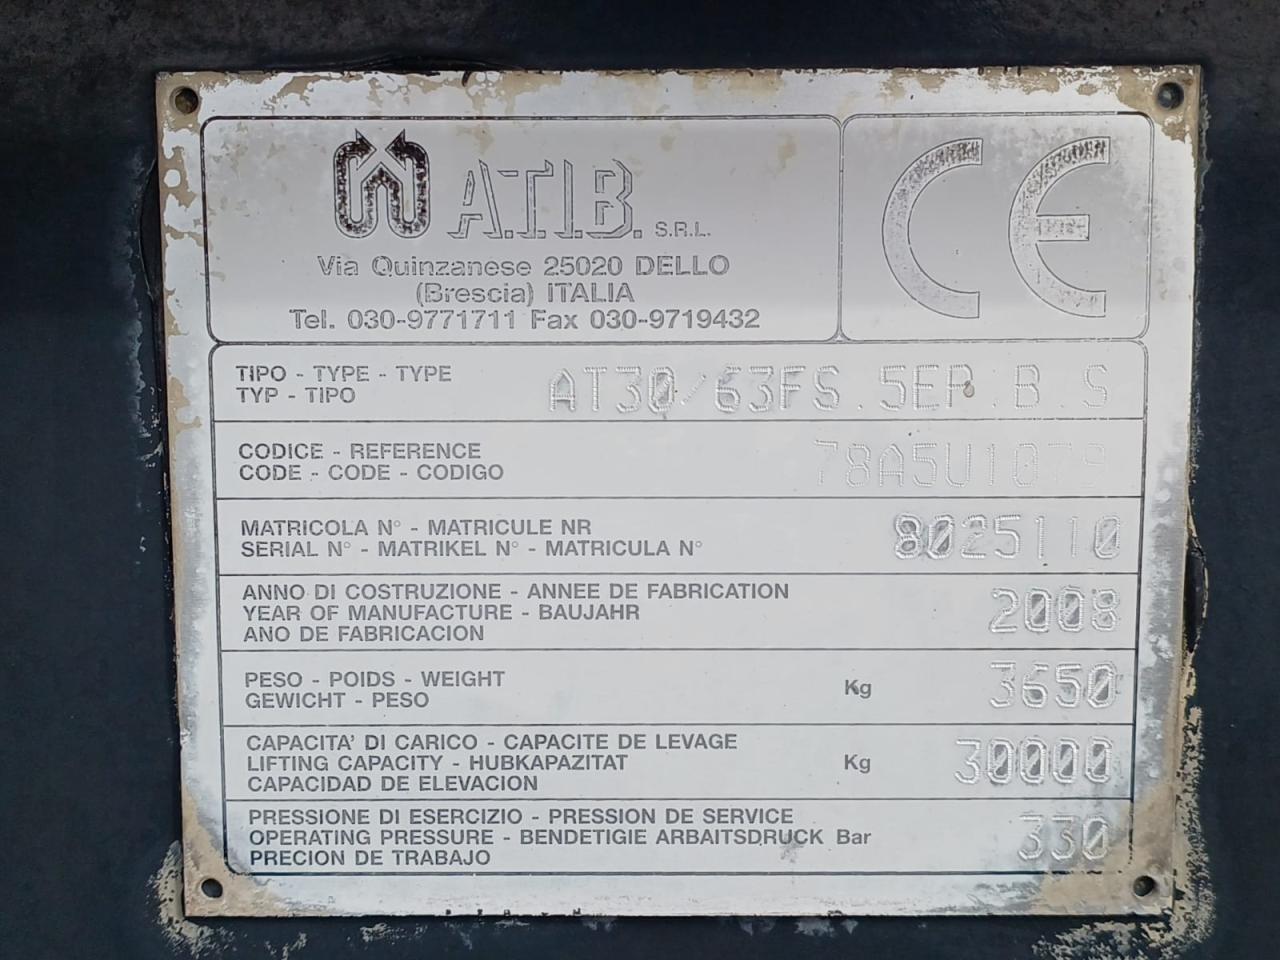 A.T.I.B. S.R.L.
CE
Via Quinzanese 25020 DELLO
(Brescia) ITALIA
Tel. 030-9771711 Fax 030-9719432
TIPO - TYPE - TYPE
TYP - TIPO
AT30/63FS.5EP.B.S
CODICE - REFERENCE
CODE - CODE - CODIGO
78A5U1079
MATRICOLA N° - MATRICULE NR
SERIAL N° - MATRIKEL N° - MATRICULA N°
8025110
ANNO DI COSTRUZIONE - ANNEE DE FABRICATION
YEAR OF MANUFACTURE - BAUJAHR
ANO DE FABRICACION
2008
PESO - POIDS - WEIGHT
GEWICHT - PESO
Kg 3650
CAPACITA' DI CARICO - CAPACITE DE LEVAGE
LIFTING CAPACITY - HUBKAPAZITAT
CAPACIDAD DE ELEVACION
Kg 30000
PRESSIONE DI ESERCIZIO - PRESSION DE SERVICE
OPERATING PRESSURE - BENDETIGIE ARBAITSDRUCK Bar 330
PRECION DE TRABAJO